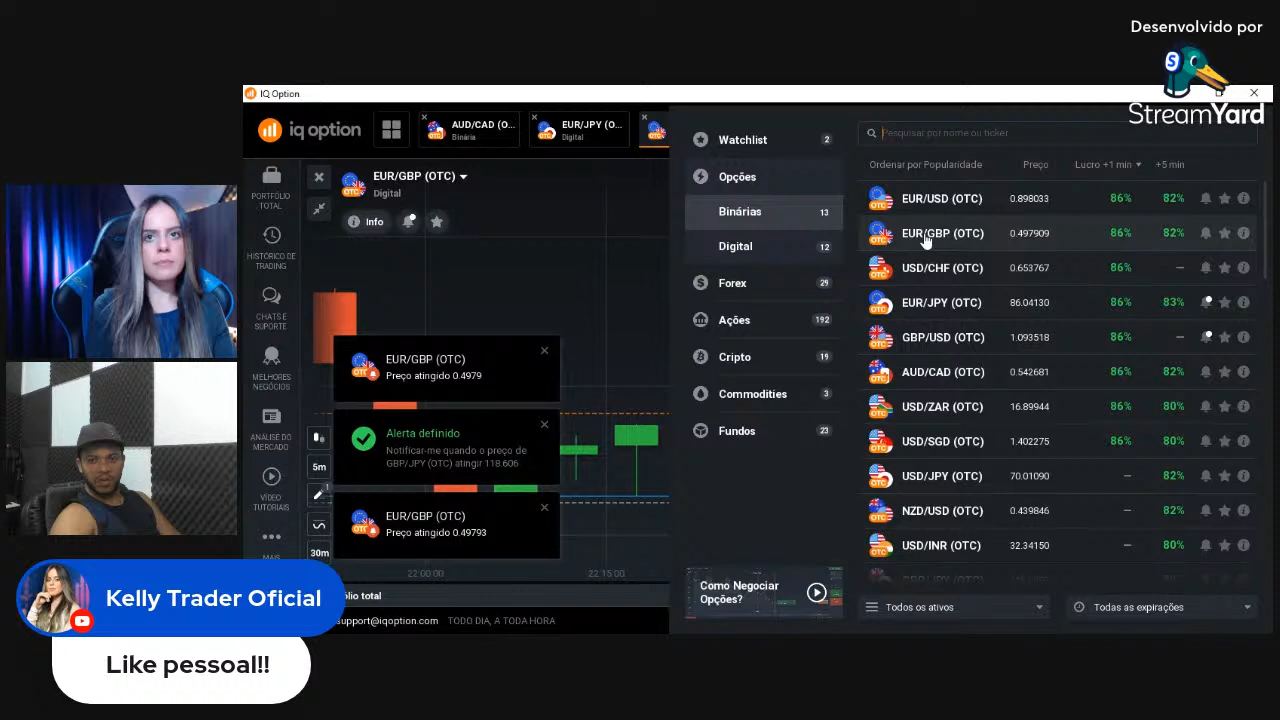 Desenvolvido por
StreamYard
IQ Option
iq option
AUD/CAD (O...
Binária
EUR/JPY (O...
Digital
PORTFÓLIO
TOTAL
HISTÓRICO DE
TRADING
CHATS E
SUPORTE
MELHORES
NEGÓCIOS
ANÁLISE DO
MERCADO
VÍDEO
TUTORIAIS
EUR/GBP (OTC)
Digital
Info
5m
1
30m
EUR/GBP (OTC)
Preço atingido 0.4979
Alerta definido
Notificar-me quando o preço de
GBP/JPY (OTC) atingir 118.606
EUR/GBP (OTC)
Preço atingido 0.49793
22:00:00
22:15:00
ólio total
support@iqoption.com
TODO DIA, A TODA HORA
Watchlist 2
Opções
Binárias 13
Digital 12
Forex 29
Ações 192
Cripto 19
Commodities 3
Fundos 23
Como Negociar
Opções?
Pesquisar por nome ou ticker
Ordenar por Popularidade Preço Lucro +1 min +5 min
EUR/USD (OTC) 0.898033 86% 82%
EUR/GBP (OTC) 0.497909 86% 82%
USD/CHF (OTC) 0.653767 86% –
EUR/JPY (OTC) 86.04130 86% 83%
GBP/USD (OTC) 1.093518 86% –
AUD/CAD (OTC) 0.542681 86% 82%
USD/ZAR (OTC) 16.89944 86% 80%
USD/SGD (OTC) 1.402275 86% 80%
USD/JPY (OTC) 70.01090 – 82%
NZD/USD (OTC) 0.439846 – 82%
USD/INR (OTC) 32.34150 – 80%
Todos os ativos
Todas as expirações
Kelly Trader Oficial
Like pessoal!!